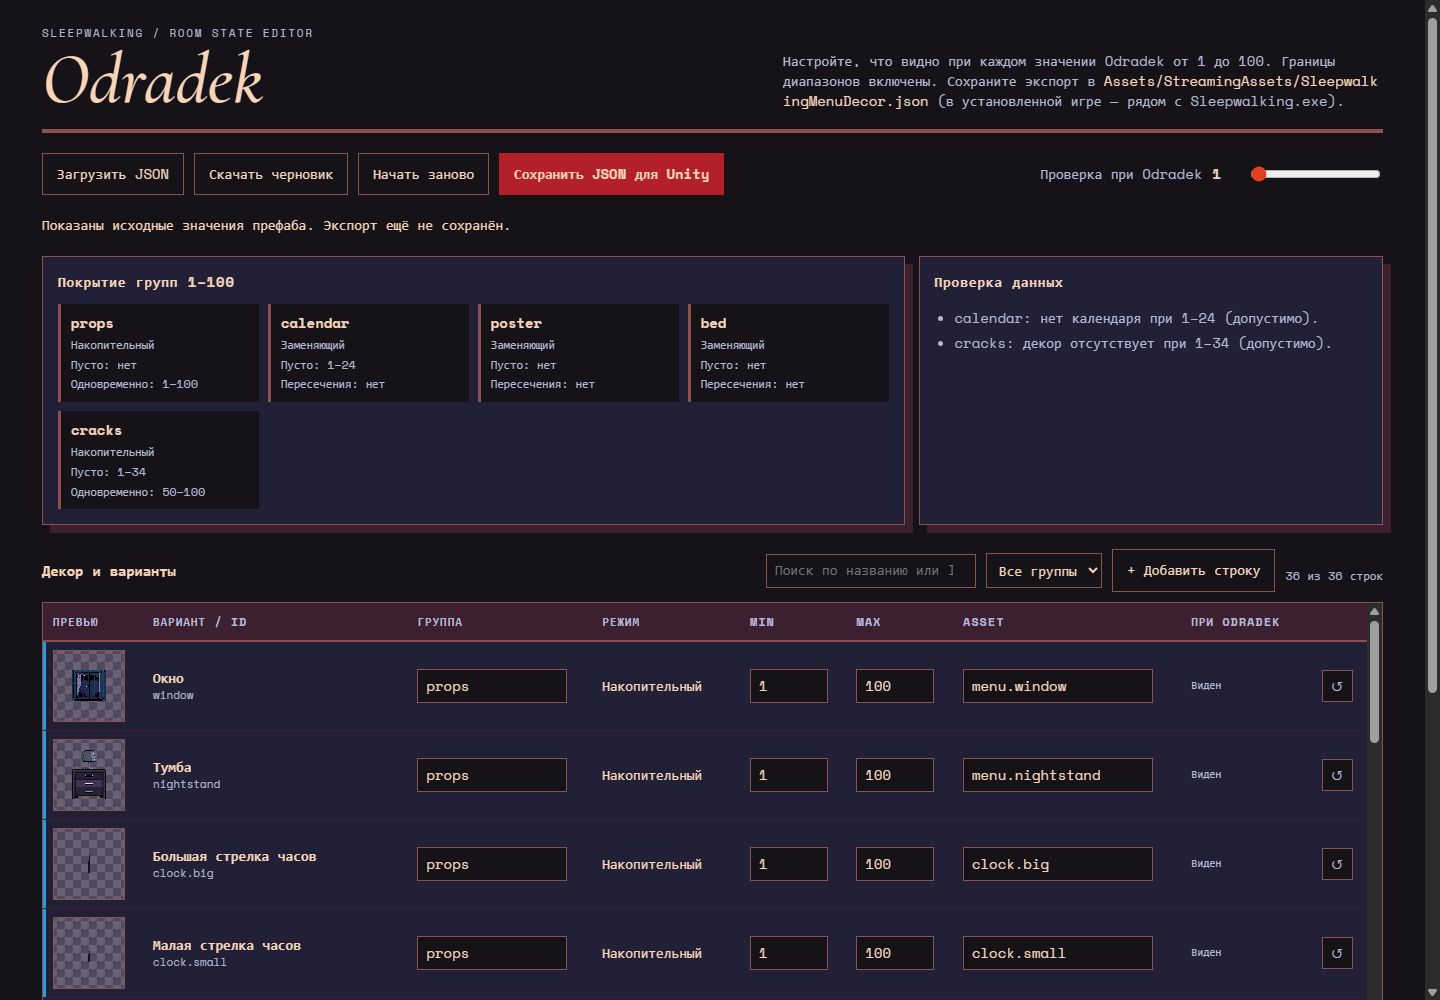 SLEEPWALKING / ROOM STATE EDITOR
Odradek
Настройте, что видно при каждом значении Odradek от 1 до 100. Границы
диапазонов включены. Сохраните экспорт в Assets/StreamingAssets/Sleepwalk
ingMenuDecor.json (в установленной игре — рядом с Sleepwalking.exe).
Загрузить JSON
Скачать черновик
Начать заново
Сохранить JSON для Unity
Проверка при Odradek 1
Показаны исходные значения префаба. Экспорт ещё не сохранён.
Покрытие групп 1–100
props
Накопительный
Пусто: нет
Одновременно: 1–100
calendar
Заменяющий
Пусто: 1–24
Пересечения: нет
poster
Заменяющий
Пусто: нет
Пересечения: нет
bed
Заменяющий
Пусто: нет
Пересечения: нет
cracks
Накопительный
Пусто: 1–34
Одновременно: 50–100
Проверка данных
• calendar: нет календаря при 1–24 (допустимо).
• cracks: декор отсутствует при 1–34 (допустимо).
Декор и варианты
Поиск по названию или ]
Все группы
+ Добавить строку
36 из 36 строк
ПРЕВЬЮ ВАРИАНТ / ID ГРУППА РЕЖИМ MIN MAX ASSET ПРИ ODRADEK
Окно
window
props Накопительный 1 100 menu.window Виден ↺
Тумба
nightstand
props Накопительный 1 100 menu.nightstand Виден ↺
Большая стрелка часов
clock.big
props Накопительный 1 100 clock.big Виден ↺
Малая стрелка часов
clock.small
props Накопительный 1 100 clock.small Виден ↺